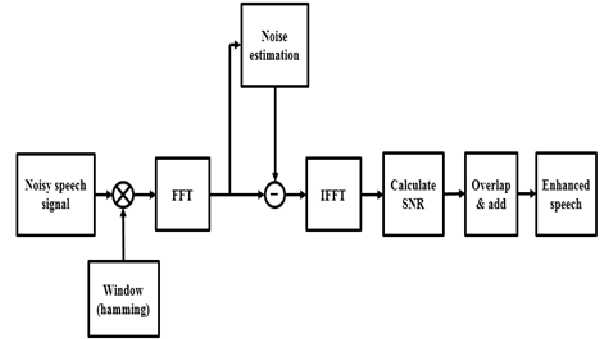 Noise
estimation
Noisy speech
signal
FFT
-
IFFT
Calculate
SNR
Overlap
& add
Enhanced
speech
Window
(hamming)